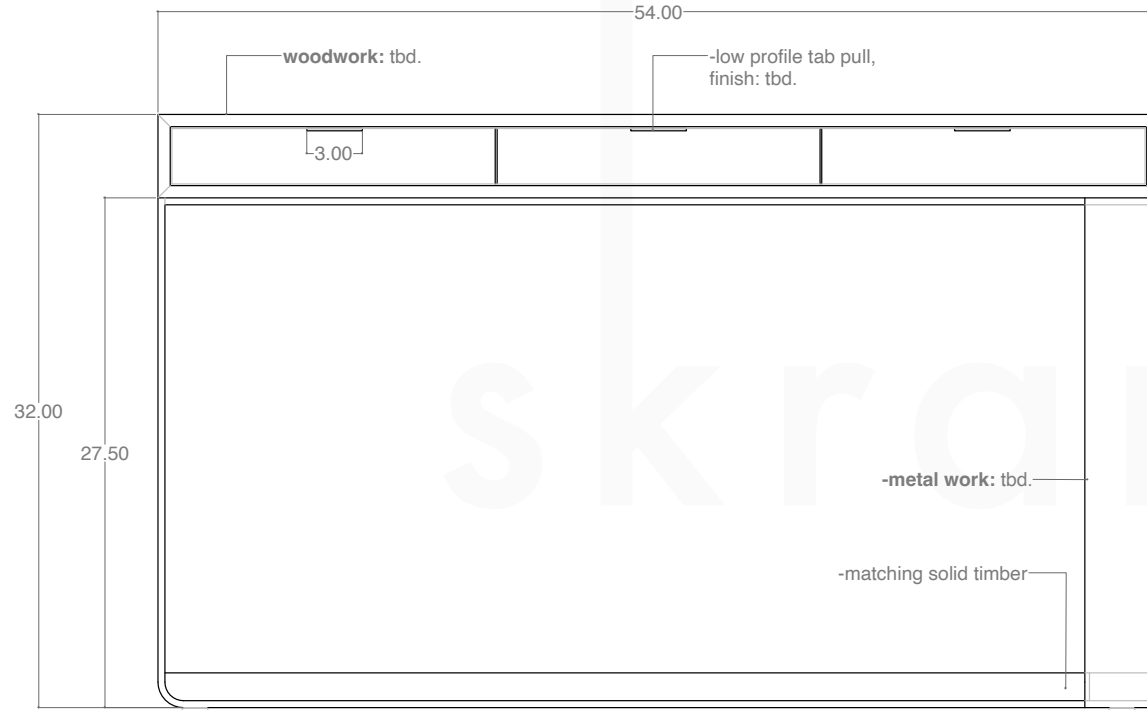 54.00
woodwork: tbd.
-low profile tab pull,
finish: tbd.
3.00
32.00
27.50
skra
-metal work: tbd.
-matching solid timber